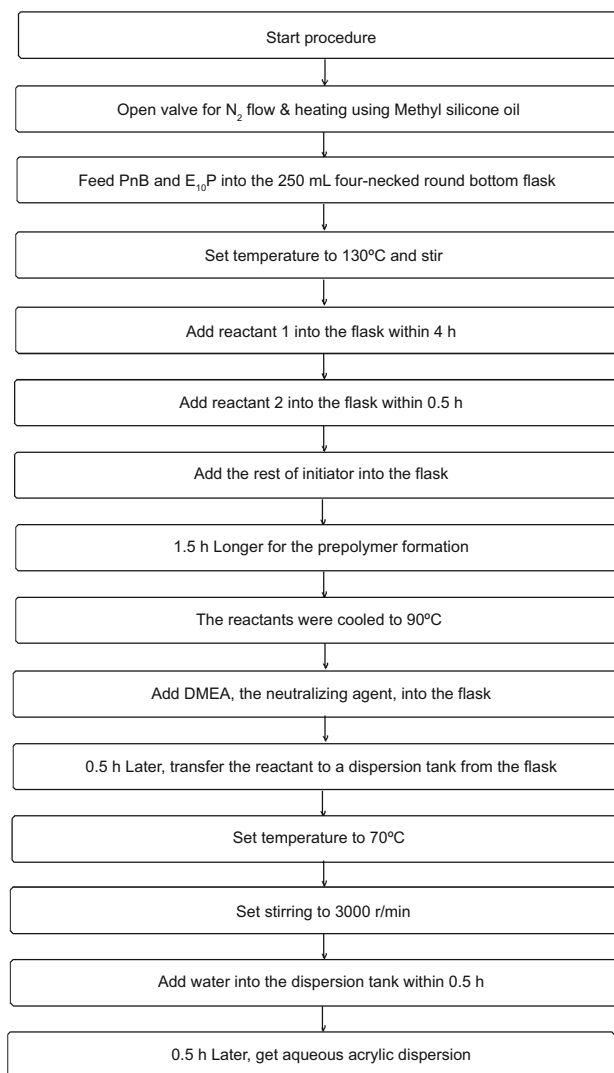 Start procedure
Open valve for N₂ flow & heating using Methyl silicone oil
Feed PnB and E₁₀P into the 250 mL four-necked round bottom flask
Set temperature to 130ºC and stir
Add reactant 1 into the flask within 4 h
Add reactant 2 into the flask within 0.5 h
Add the rest of initiator into the flask
1.5 h Longer for the prepolymer formation
The reactants were cooled to 90ºC
Add DMEA, the neutralizing agent, into the flask
0.5 h Later, transfer the reactant to a dispersion tank from the flask
Set temperature to 70ºC
Set stirring to 3000 r/min
Add water into the dispersion tank within 0.5 h
0.5 h Later, get aqueous acrylic dispersion